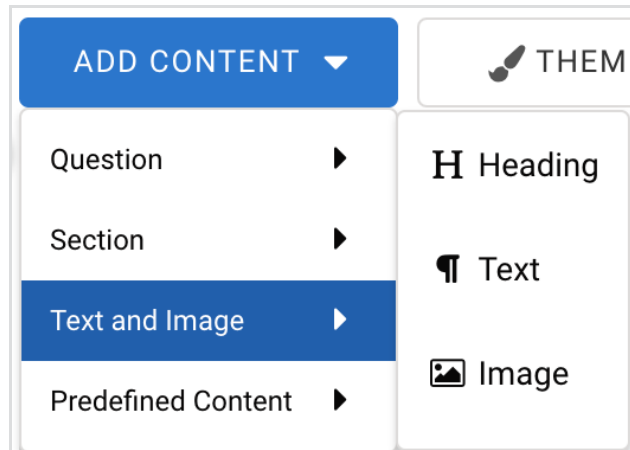 ADD CONTENT
THEM
Question
Section
Text and Image
Predefined Content
H Heading
¶ Text
Image